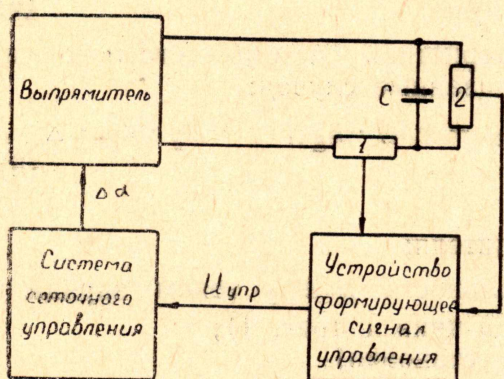 Выпрямитель
C
2
1
Δα
Система
сеточного
управления
Uупр
Устройство
формирующее
сигнал
управления